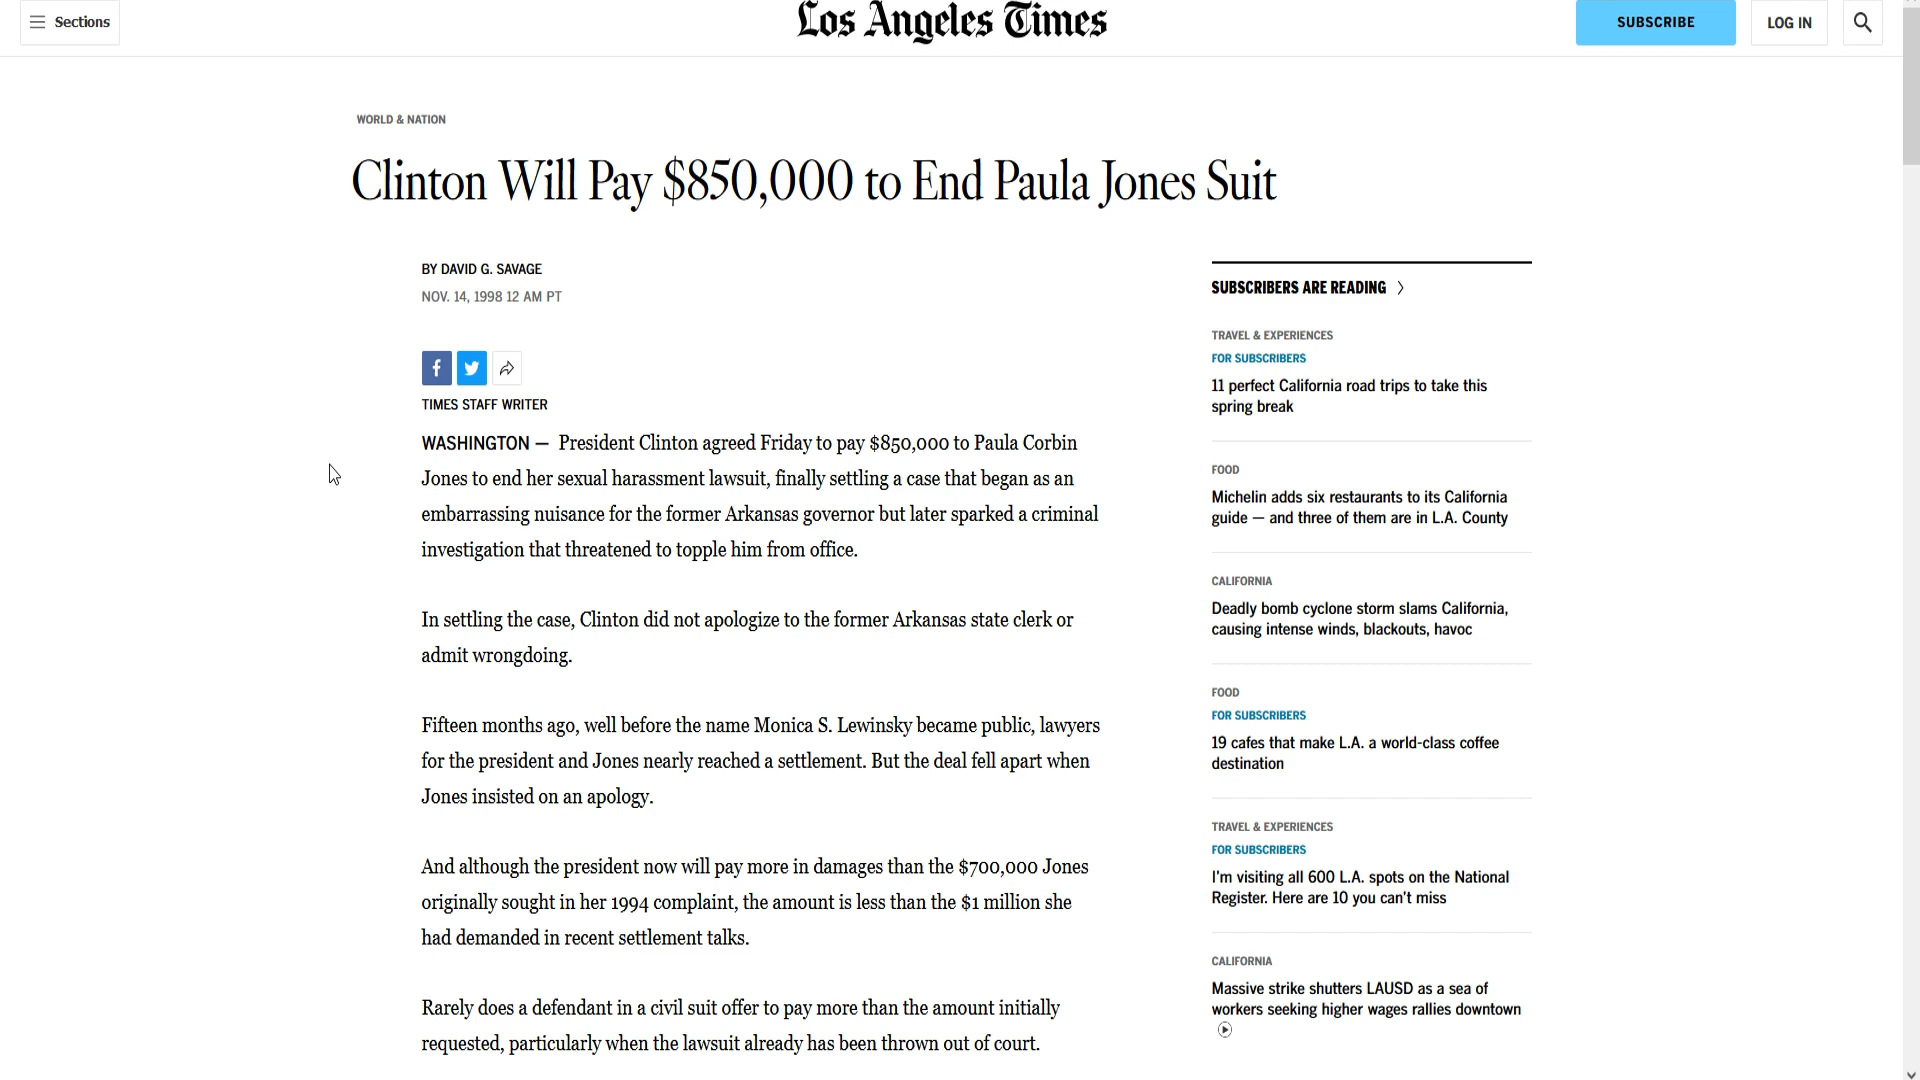 Sections
Los Angeles Times
SUBSCRIBE
LOG IN
WORLD & NATION
Clinton Will Pay $850,000 to End Paula Jones Suit
BY DAVID G. SAVAGE
NOV. 14, 1998 12 AM PT
TIMES STAFF WRITER
WASHINGTON — President Clinton agreed Friday to pay $850,000 to Paula Corbin
Jones to end her sexual harassment lawsuit, finally settling a case that began as an
embarrassing nuisance for the former Arkansas governor but later sparked a criminal
investigation that threatened to topple him from office.
In settling the case, Clinton did not apologize to the former Arkansas state clerk or
admit wrongdoing.
Fifteen months ago, well before the name Monica S. Lewinsky became public, lawyers
for the president and Jones nearly reached a settlement. But the deal fell apart when
Jones insisted on an apology.
And although the president now will pay more in damages than the $700,000 Jones
originally sought in her 1994 complaint, the amount is less than the $1 million she
had demanded in recent settlement talks.
Rarely does a defendant in a civil suit offer to pay more than the amount initially
requested, particularly when the lawsuit already has been thrown out of court.
SUBSCRIBERS ARE READING
TRAVEL & EXPERIENCES
FOR SUBSCRIBERS
11 perfect California road trips to take this
spring break
FOOD
Michelin adds six restaurants to its California
guide — and three of them are in L.A. County
CALIFORNIA
Deadly bomb cyclone storm slams California,
causing intense winds, blackouts, havoc
FOOD
FOR SUBSCRIBERS
19 cafes that make L.A. a world-class coffee
destination
TRAVEL & EXPERIENCES
FOR SUBSCRIBERS
I'm visiting all 600 L.A. spots on the National
Register. Here are 10 you can't miss
CALIFORNIA
Massive strike shutters LAUSD as a sea of
workers seeking higher wages rallies downtown